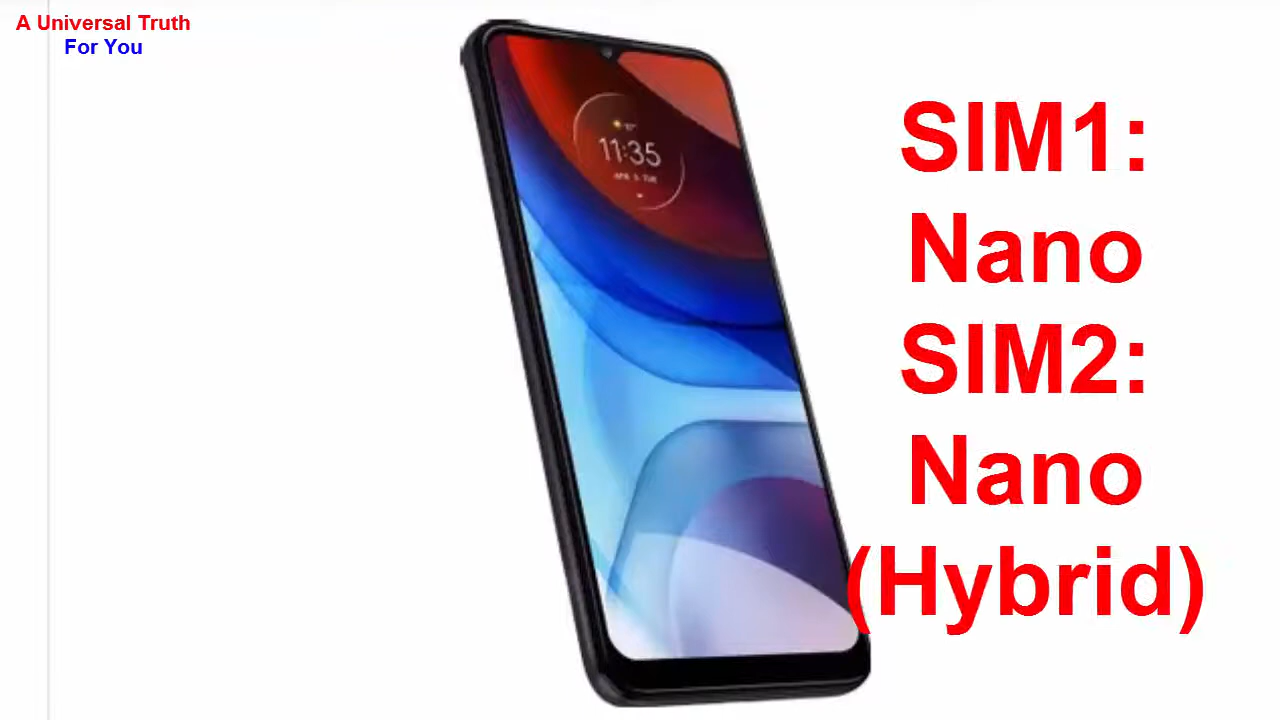 A Universal Truth
For You
11:35
SIM1:
Nano
SIM2:
Nano
(Hybrid)